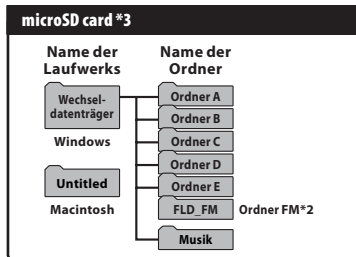 microSD card *3
Name der Laufwerks
Name der Ordner
Wechsel-
datenträger
Windows
Untitled
Macintosh
Ordner A
Ordner B
Ordner C
Ordner D
Ordner E
FLD_FM Ordner FM*2
Musik